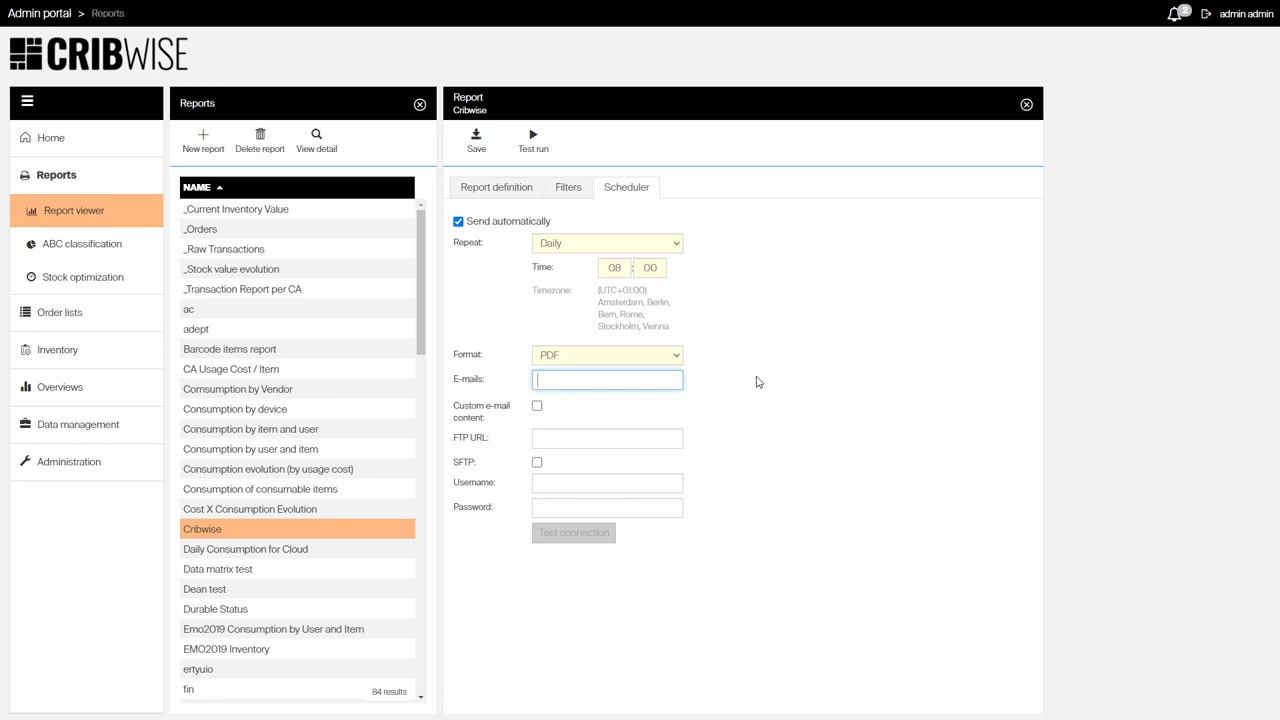 Admin portal > Reports
2
admin admin
CRIBWISE
Home
Reports
Report viewer
ABC classification
Stock optimization
Order lists
Inventory
Overviews
Data management
Administration
Reports
New report
Delete report
View detail
NAME
_Current Inventory Value
_Orders
_Raw Transactions
_Stock value evolution
_Transaction Report per CA
ac
adept
Barcode items report
CA Usage Cost / Item
Comsumption by Vendor
Consumption by device
Consumption by item and user
Consumption by user and item
Consumption evolution (by usage cost)
Consumption of consumable items
Cost X Consumption Evolution
Cribwise
Daily Consumption for Cloud
Data matrix test
Dean test
Durable Status
Emo2019 Consumption by User and Item
EMO2019 Inventory
ertyuio
fin
84 results
Report
Cribwise
Save
Test run
Report definition
Filters
Scheduler
Send automatically
Repeat: Daily
Time: 08 : 00
Timezone: (UTC+01:00)
Amsterdam, Berlin,
Bern, Rome,
Stockholm, Vienna
Format: PDF
E-mails:
Custom e-mail
content:
FTP URL:
SFTP:
Username:
Password:
Test connection